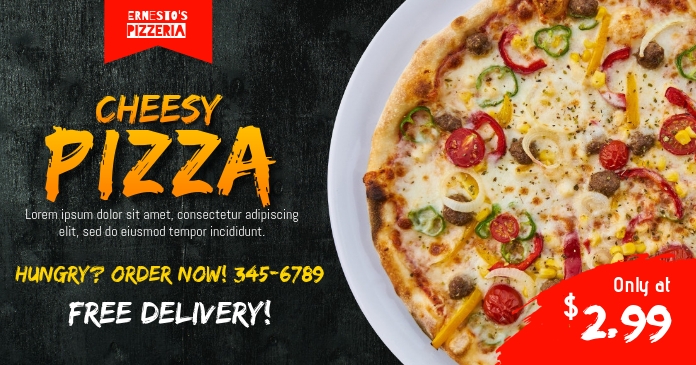 ERNESTO'S
PIZZERIA
CHEESY
PIZZA
Lorem ipsum dolor sit amet, consectetur adipiscing
elit, sed do eiusmod tempor incididunt.
HUNGRY? ORDER NOW! 345-6789
FREE DELIVERY!
Only at
$2.99